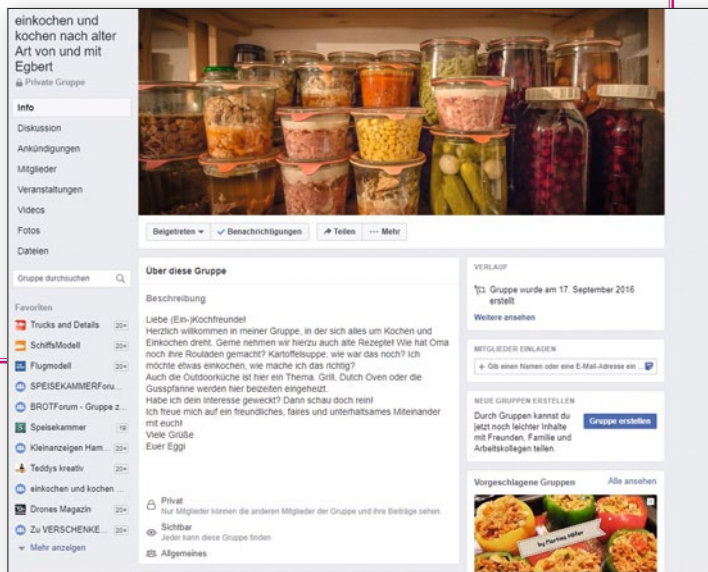 einkochen und
kochen nach alter
Art von und mit
Egbert
Private Gruppe
Info
Diskussion
Ankündigungen
Mitglieder
Veranstaltungen
Videos
Fotos
Dateien
Gruppe durchsuchen
Favoriten
Trucks and Details 20+
SchiffsModell 20+
Flugmodell 20+
SPEISEKAMMERForu...
BROTForum - Gruppe z...
Speisekammer 19
Kleinanzeigen Ham... 20+
Teddys kreativ 20+
einkochen und kochen ...
Drones Magazin 20+
Zu VERSCHENKE... 20+
Mehr anzeigen
Beigetreten Benachrichtigungen Teilen ... Mehr
Über diese Gruppe
Beschreibung
Liebe (Ein-)Kochfreunde!
Herzlich willkommen in meiner Gruppe, in der sich alles um Kochen und
Einkochen dreht. Gerne nehmen wir hierzu auch alte Rezepte! Wie hat Oma
noch ihre Rouladen gemacht? Kartoffelsuppe, wie war das noch? Ich
möchte etwas einkochen, wie mache ich das richtig?
Auch die Outdoorküche ist hier ein Thema. Grill, Dutch Oven oder die
Gusspfanne werden hier beizeiten eingeheizt.
Habe ich dein Interesse geweckt? Dann schau doch rein!
Ich freue mich auf ein freundliches, faires und unterhaltsames Miteinander
mit euch!
Viele Grüße
Euer Eggi
Privat
Nur Mitglieder können die anderen Mitglieder der Gruppe und ihre Beiträge sehen.
Sichtbar
Jeder kann diese Gruppe finden
Allgemeines
VERLAUF
Gruppe wurde am 17. September 2016
erstellt
Weitere ansehen
MITGLIEDER EINLADEN
+ Gib einen Namen oder eine E-Mail-Adresse ein ...
NEUE GRUPPEN ERSTELLEN
Durch Gruppen kannst du
jetzt noch leichter Inhalte
mit Freunden, Familie und
Arbeitskollegen teilen.
Gruppe erstellen
Vorgeschlagene Gruppen Alle ansehen
by Martina Möller